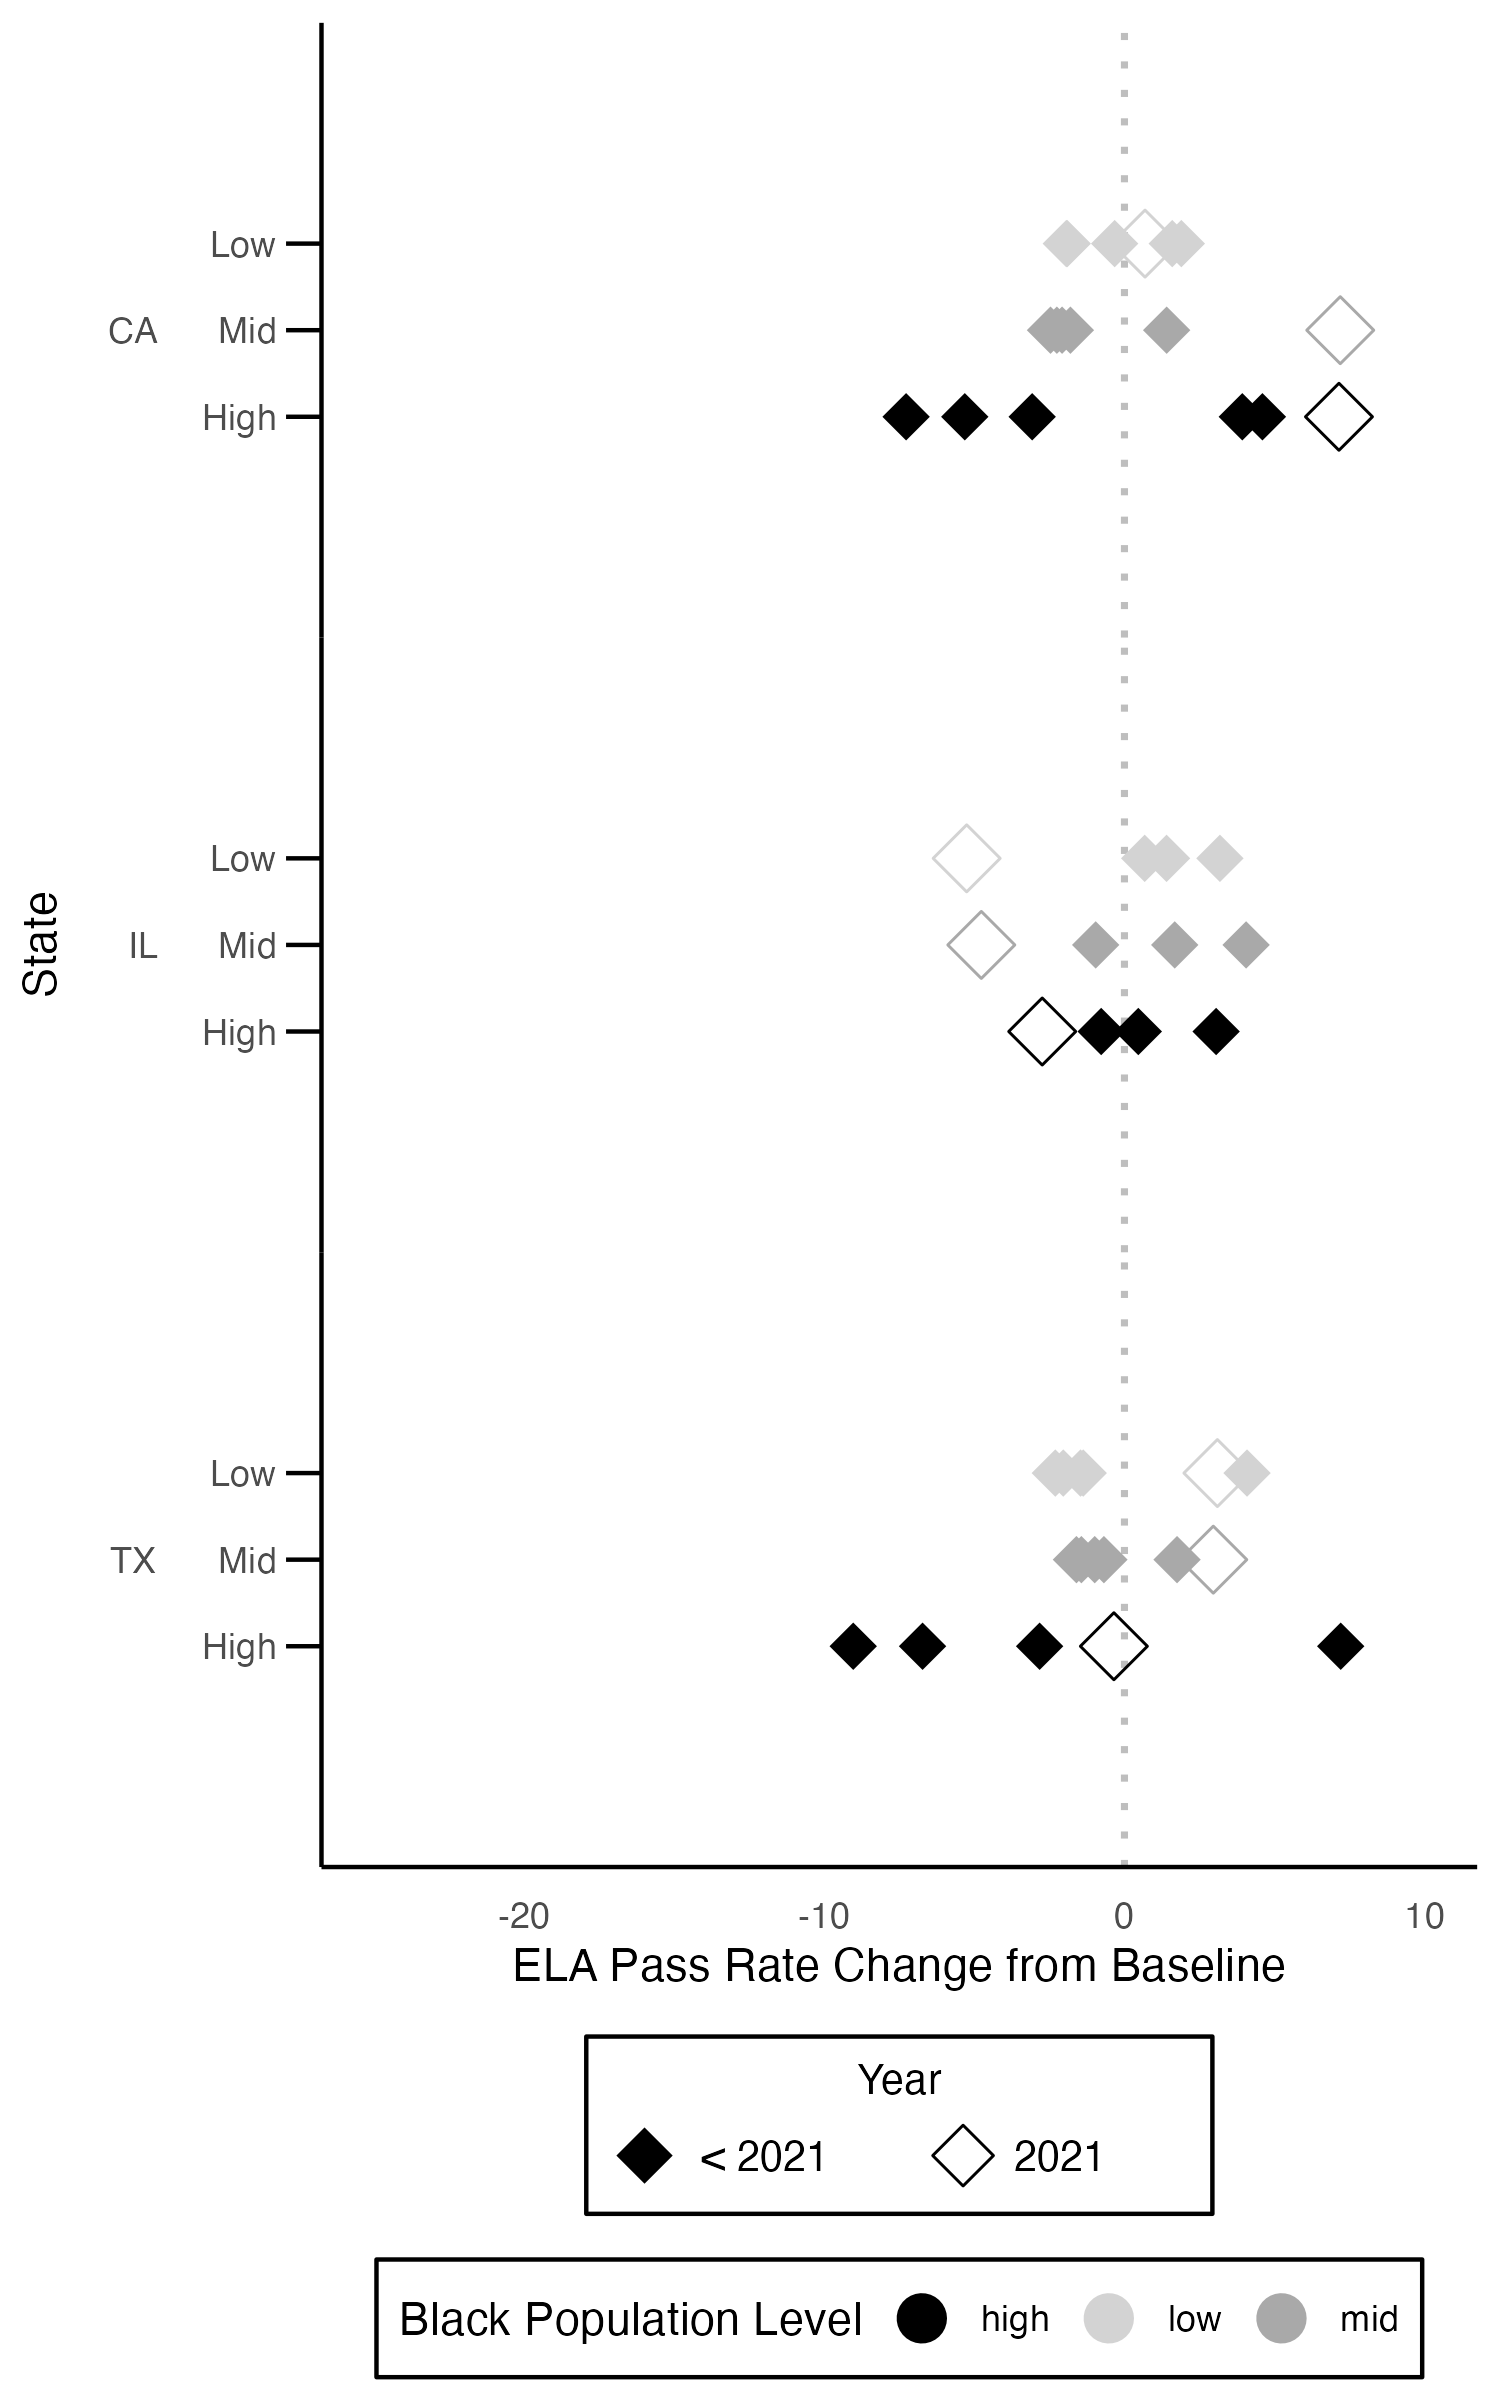 Low
CA Mid
High
Low
State
IL Mid
High
Low
TX Mid
High
-20 -10 0 10
ELA Pass Rate Change from Baseline
Year
< 2021 2021
Black Population Level high low mid